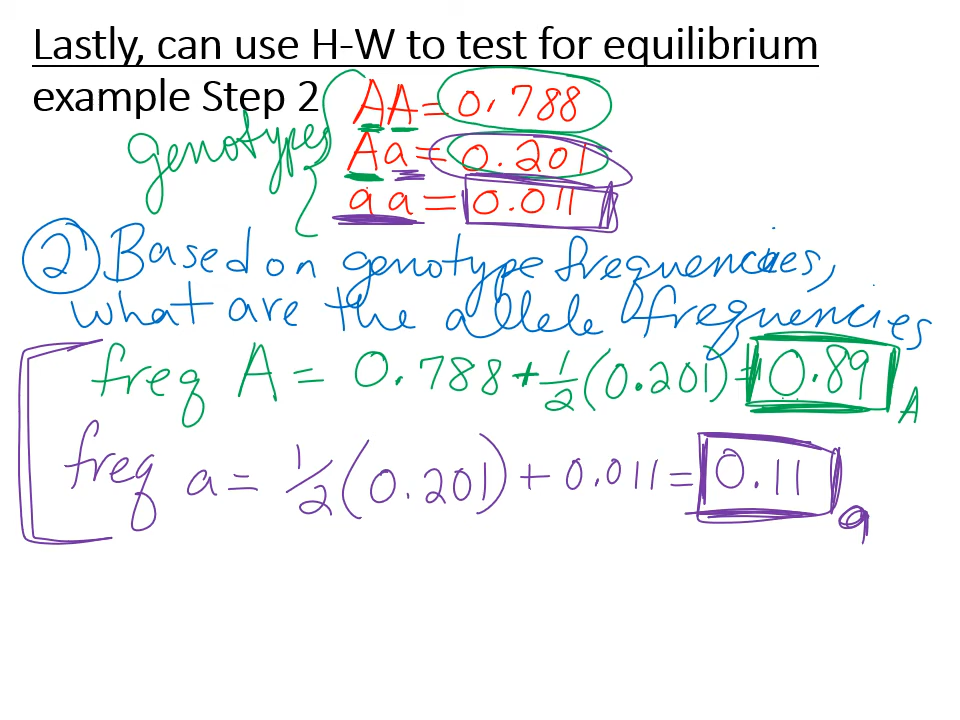 Lastly, can use H-W to test for equilibrium
example Step 2
genotypes
AA = 0.788
Aa = 0.201
aa = 0.011
2) Based on genotype frequencies,
what are the allele frequencies
freq A = 0.788 + 1/2 (0.201) = 0.89 A
freq a = 1/2 (0.201) + 0.011 = 0.11 a